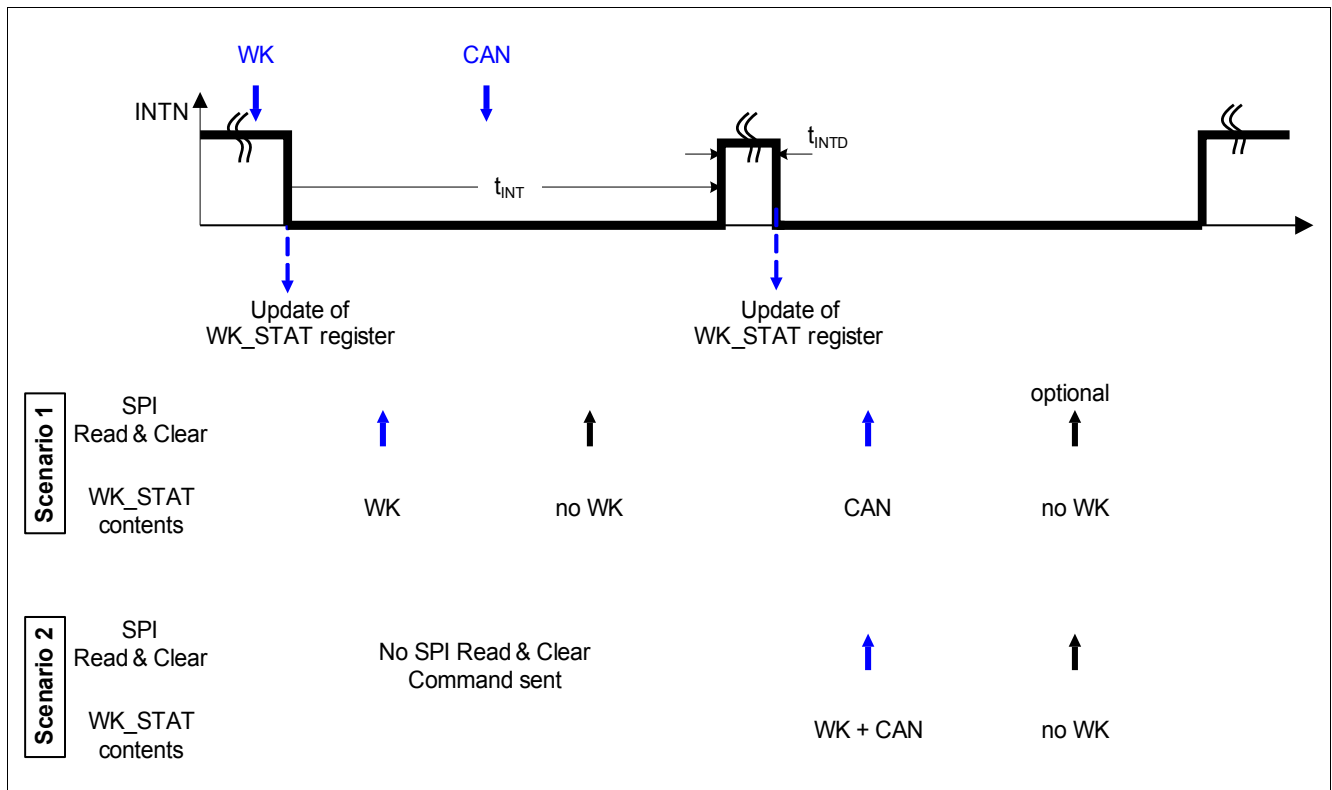 WK
CAN
INTN
tINTD
tINT
Update of
WK_STAT register
Update of
WK_STAT register
Scenario 1
SPI
Read & Clear
optional
WK_STAT
contents
WK
no WK
CAN
no WK
Scenario 2
SPI
Read & Clear
No SPI Read & Clear
Command sent
WK_STAT
contents
WK + CAN
no WK